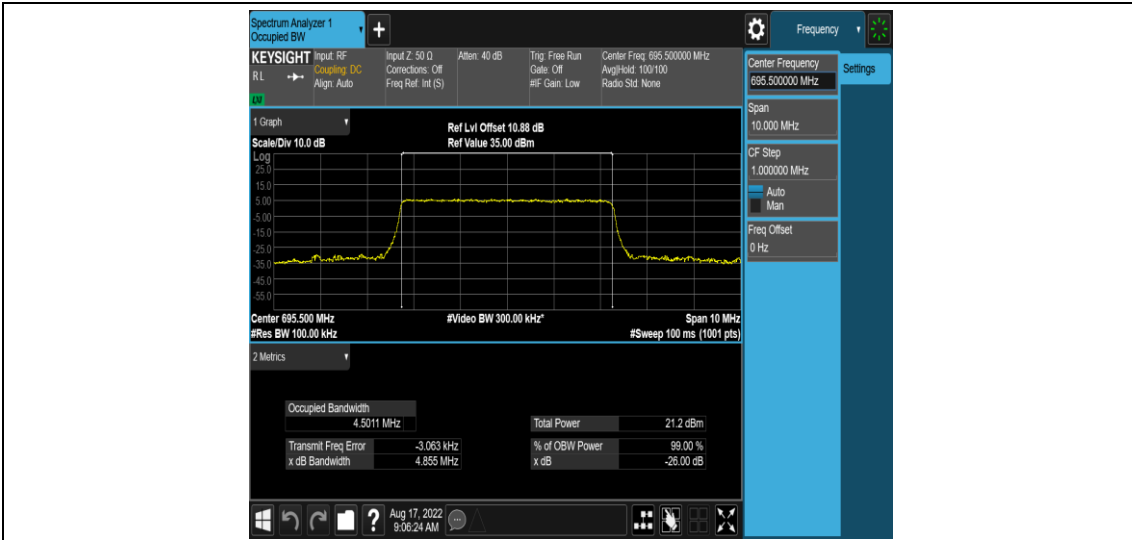 Spectrum Analyzer 1
Occupied BW
+
Frequency
KEYSIGHT
RL
LXI
Input: RF
Coupling: DC
Align: Auto
Input Z: 50 Ω
Corrections: Off
Freq Ref: Int (S)
Atten: 40 dB
Trig: Free Run
Gate: Off
#IF Gain: Low
Center Freq: 695.500000 MHz
Avg|Hold: 100/100
Radio Std: None
Center Frequency
695.500000 MHz
Settings
Span
10.000 MHz
CF Step
1.000000 MHz
Auto
Man
Freq Offset
0 Hz
1 Graph
Scale/Div 10.0 dB
Ref Lvl Offset 10.88 dB
Ref Value 35.00 dBm
Log
25.0
15.0
5.00
-5.00
-15.0
-25.0
-35.0
-45.0
-55.0
Center 695.500 MHz
#Video BW 300.00 kHz*
Span 10 MHz
#Res BW 100.00 kHz
#Sweep 100 ms (1001 pts)
2 Metrics
Occupied Bandwidth
4.5011 MHz
Total Power 21.2 dBm
Transmit Freq Error -3.063 kHz
% of OBW Power 99.00 %
x dB Bandwidth 4.855 MHz
x dB -26.00 dB
?
Aug 17, 2022
9:06:24 AM